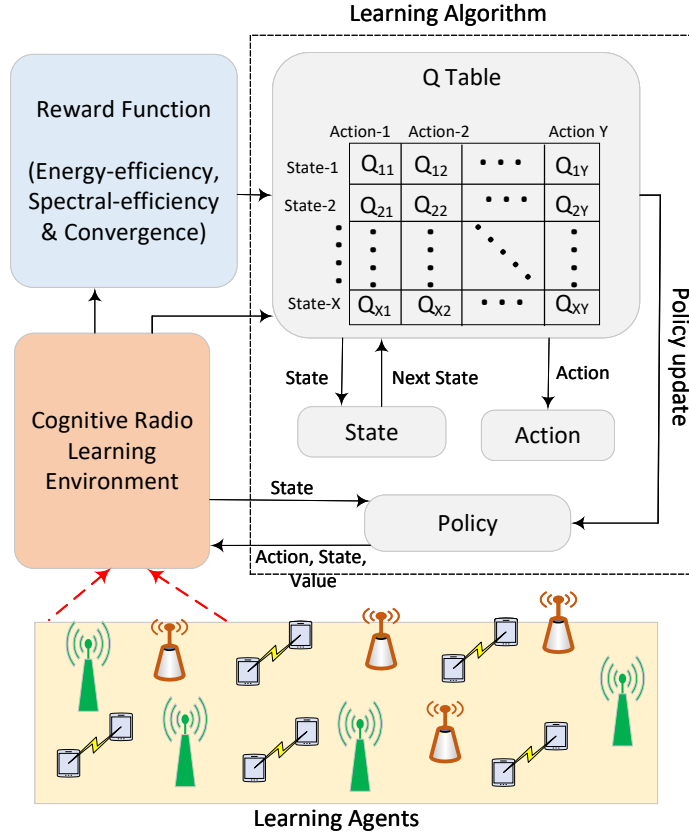 Learning Algorithm
Reward Function
(Energy-efficiency,
Spectral-efficiency
& Convergence)
Q Table
Action-1 Action-2 Action Y
State-1 Q11 Q12 • • • Q1Y
State-2 Q21 Q22 • • • Q2Y
State-X QX1 QX2 • • • QXY
Policy update
State
Next State
Action
State
Action
Cognitive Radio
Learning
Environment
State
Policy
Action, State,
Value
Learning Agents